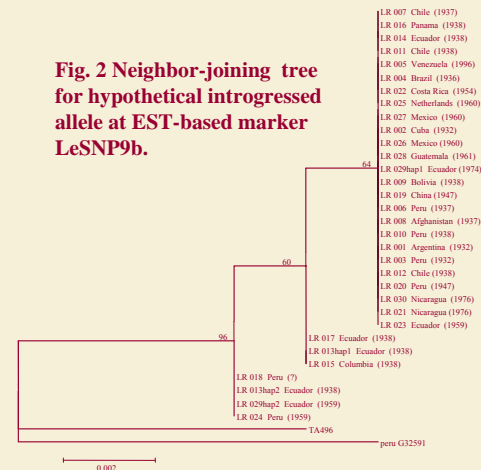 Fig. 2 Neighbor-joining tree
for hypothetical introgressed
allele at EST-based marker
LeSNP9b.
LR 007 Chile (1937)
LR 016 Panama (1938)
LR 014 Ecuador (1938)
LR 011 Chile (1938)
LR 005 Venezuela (1996)
LR 004 Brazil (1936)
LR 022 Costa Rica (1954)
LR 025 Netherlands (1960)
LR 027 Mexico (1960)
LR 002 Cuba (1932)
LR 026 Mexico (1960)
LR 028 Guatemala (1961)
LR 029hap1 Ecuador (1974)
LR 009 Bolivia (1938)
LR 019 China (1947)
LR 006 Peru (1937)
LR 008 Afghanistan (1937)
LR 010 Peru (1938)
LR 001 Argentina (1932)
LR 003 Peru (1932)
LR 012 Chile (1938)
LR 020 Peru (1947)
LR 030 Nicaragua (1976)
LR 021 Nicaragua (1976)
LR 023 Ecuador (1959)
64
60
LR 017 Ecuador (1938)
LR 013hap1 Ecuador (1938)
LR 015 Columbia (1938)
96
LR 018 Peru (?)
LR 013hap2 Ecuador (1938)
LR 029hap2 Ecuador (1959)
LR 024 Peru (1959)
TA496
peru G32591
0.002